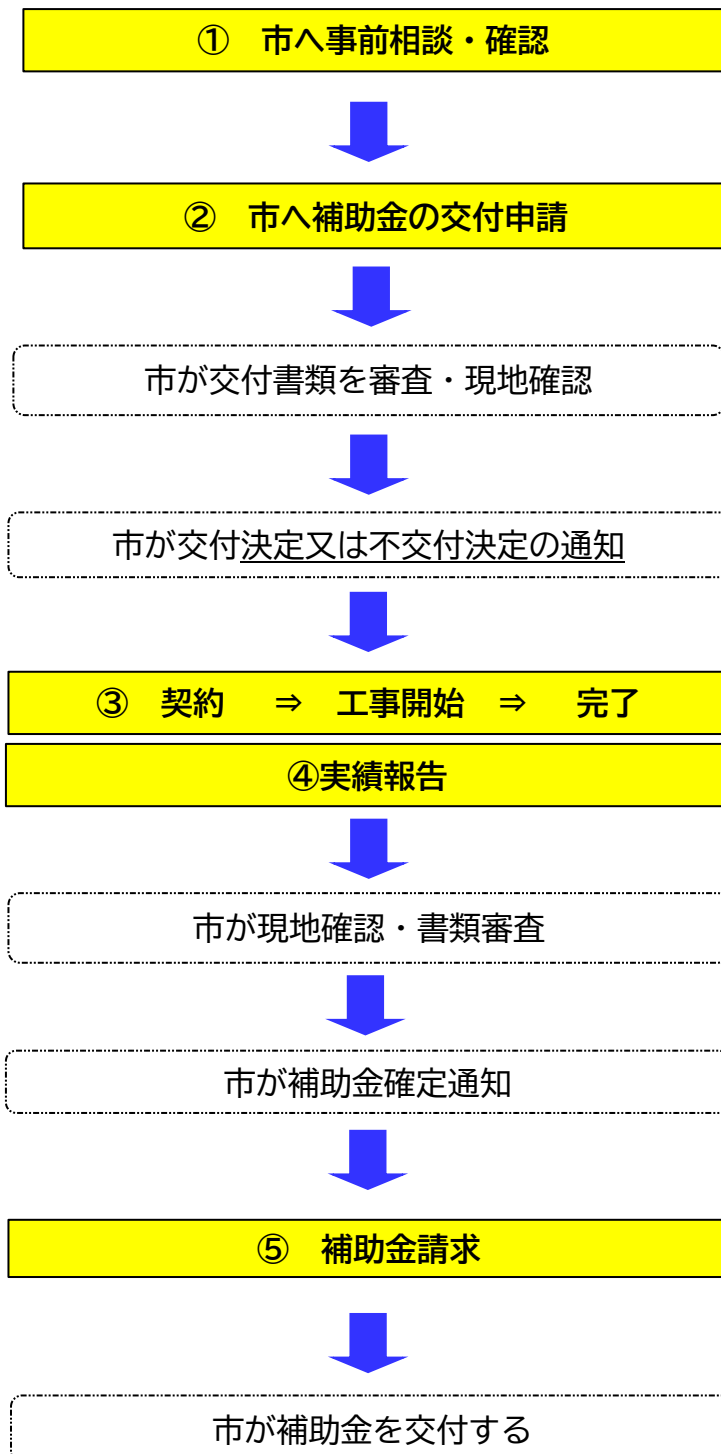 ① 市へ事前相談・確認
② 市へ補助金の交付申請
市が交付書類を審査・現地確認
市が交付決定又は不交付決定の通知
③ 契約 ⇒ 工事開始 ⇒ 完了
④実績報告
市が現地確認・書類審査
市が補助金確定通知
⑤ 補助金請求
市が補助金を交付する